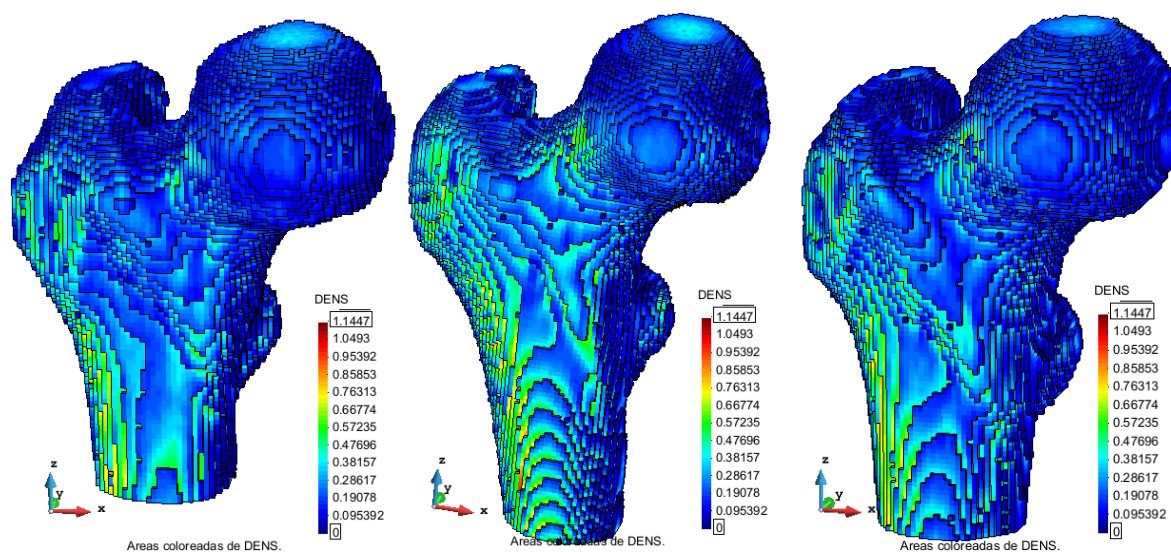 DENS
1.1447
1.0493
0.95392
0.85853
0.76313
0.66774
0.57235
0.47696
0.38157
0.28617
0.19078
0.095392
0
z
y
x
Areas coloreadas de DENS.
DENS
1.1447
1.0493
0.95392
0.85853
0.76313
0.66774
0.57235
0.47696
0.38157
0.28617
0.19078
0.095392
0
z
y
x
Areas coloreadas de DENS.
DENS
1.1447
1.0493
0.95392
0.85853
0.76313
0.66774
0.57235
0.47696
0.38157
0.28617
0.19078
0.095392
0
z
y
x
Areas coloreadas de DENS.